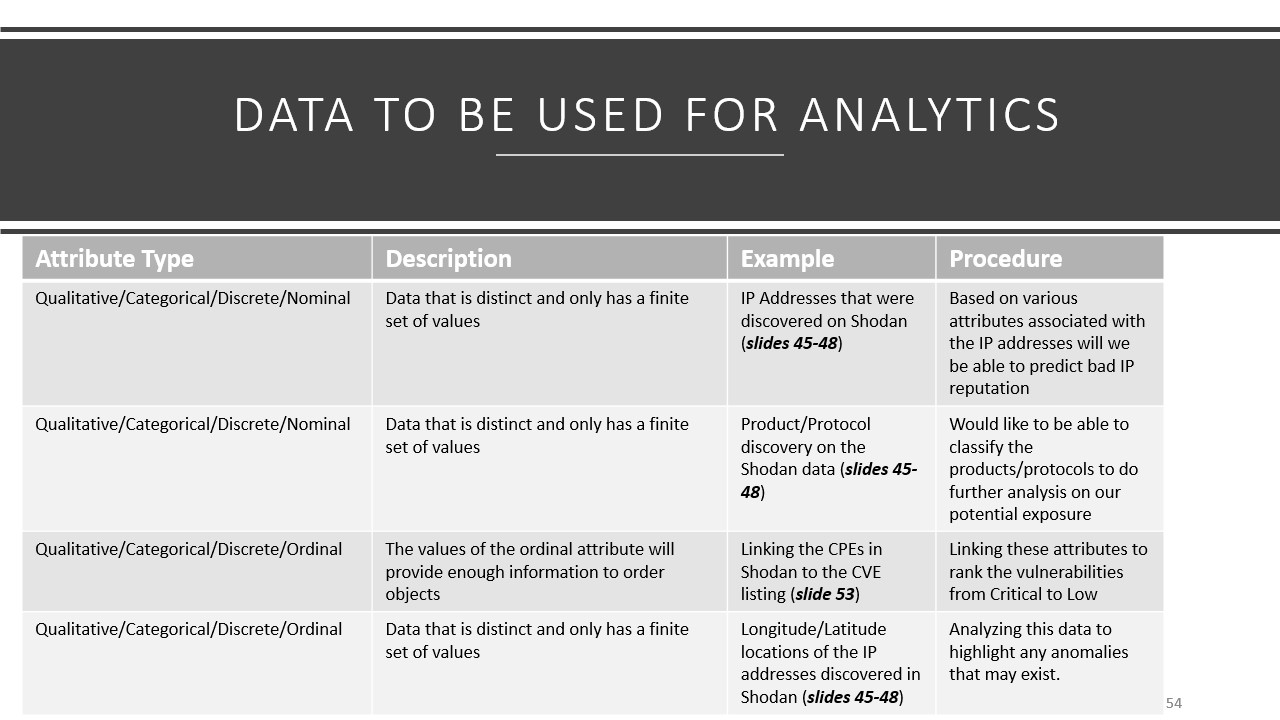 DATA TO BE USED FOR ANALYTICS
Attribute Type
Description
Example
Procedure
Qualitative/Categorical/Discrete/Nominal
Data that is distinct and only has a finite
set of values
IP Addresses that were
discovered on Shodan
(slides 45-48)
Based on various
attributes associated with
the IP addresses will we
be able to predict bad IP
reputation
Qualitative/Categorical/Discrete/Nominal
Data that is distinct and only has a finite
set of values
Product/Protocol
discovery on the
Shodan data (slides 45-
48)
Would like to be able to
classify the
products/protocols to do
further analysis on our
potential exposure
Qualitative/Categorical/Discrete/Ordinal
The values of the ordinal attribute will
provide enough information to order
objects
Linking the CPEs in
Shodan to the CVE
listing (slide 53)
Linking these attributes to
rank the vulnerabilities
from Critical to Low
Qualitative/Categorical/Discrete/Ordinal
Data that is distinct and only has a finite
set of values
Longitude/Latitude
locations of the IP
addresses discovered in
Shodan (slides 45-48)
Analyzing this data to
highlight any anomalies
that may exist.
54